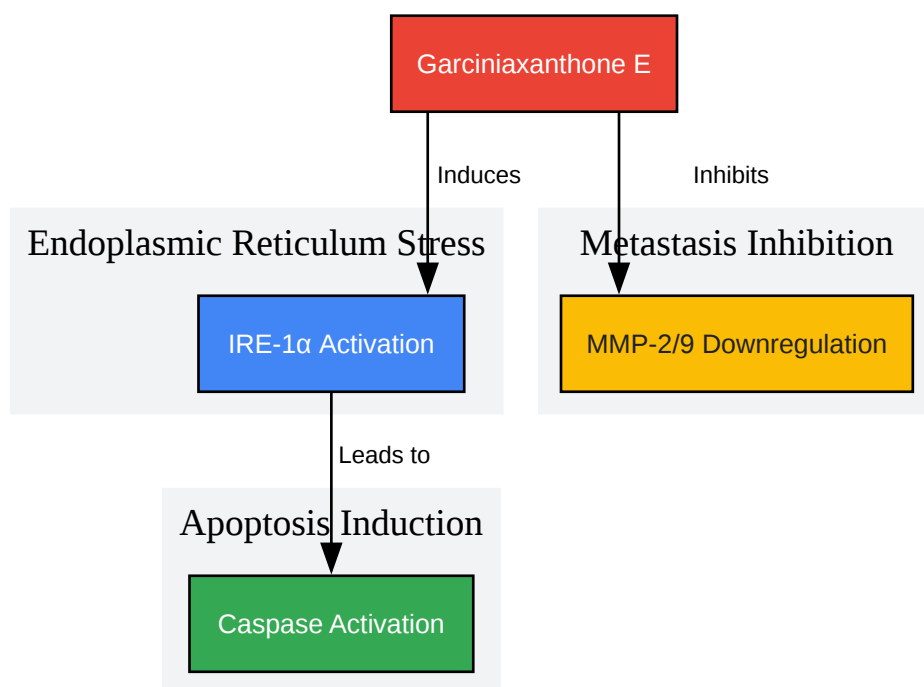 Garciniaxanthone E
Induces
Inhibits
Endoplasmic Reticulum Stress
Metastasis Inhibition
IRE-1α Activation
MMP-2/9 Downregulation
Leads to
Apoptosis Induction
Caspase Activation